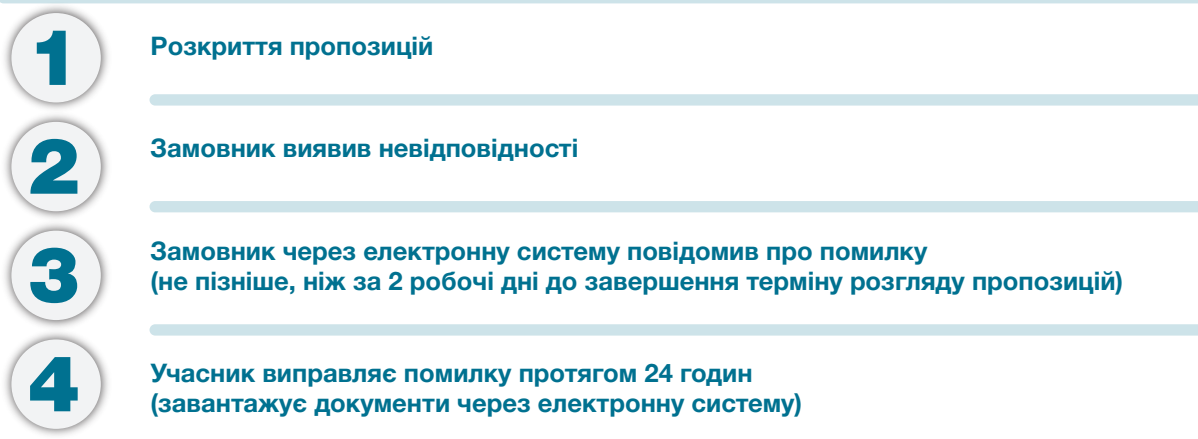 1
Розкриття пропозицій
2
Замовник виявив невідповідності
3
Замовник через електронну систему повідомив про помилку
(не пізніше, ніж за 2 робочі дні до завершення терміну розгляду пропозицій)
4
Учасник виправляє помилку протягом 24 годин
(завантажує документи через електронну систему)